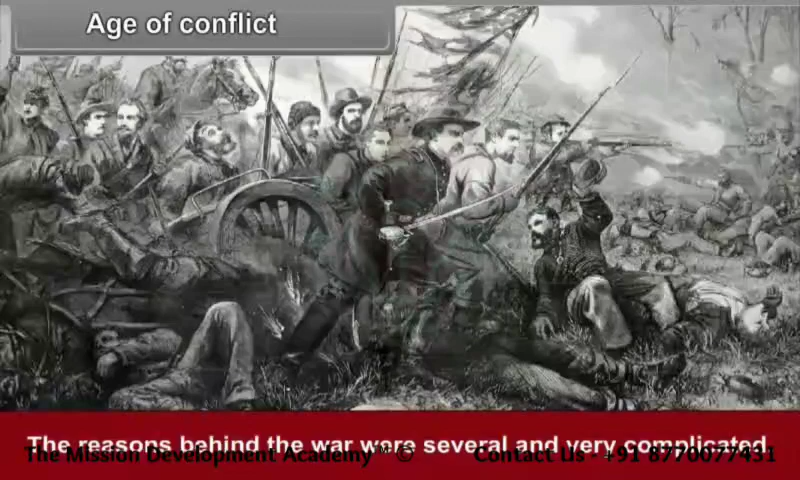 Age of conflict
The reasons behind the war were several and very complicated.
The Mission Development Academy™ © Contact Us - +91 8770077431